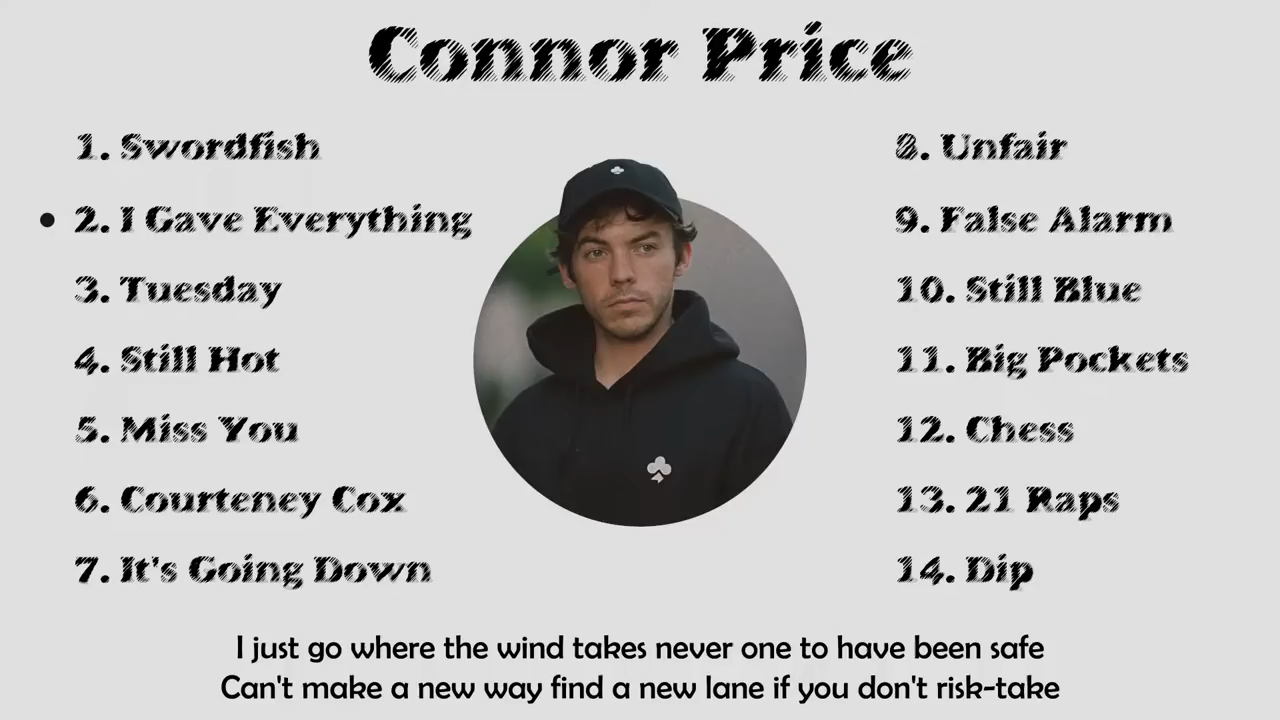 Connor Price
1. Swordfish
• 2. I Gave Everything
3. Tuesday
4. Still Hot
5. Miss You
6. Courteney Cox
7. It's Going Down
8. Unfair
9. False Alarm
10. Still Blue
11. Big Pockets
12. Chess
13. 21 Raps
14. Dip
I just go where the wind takes never one to have been safe
Can't make a new way find a new lane if you don't risk-take